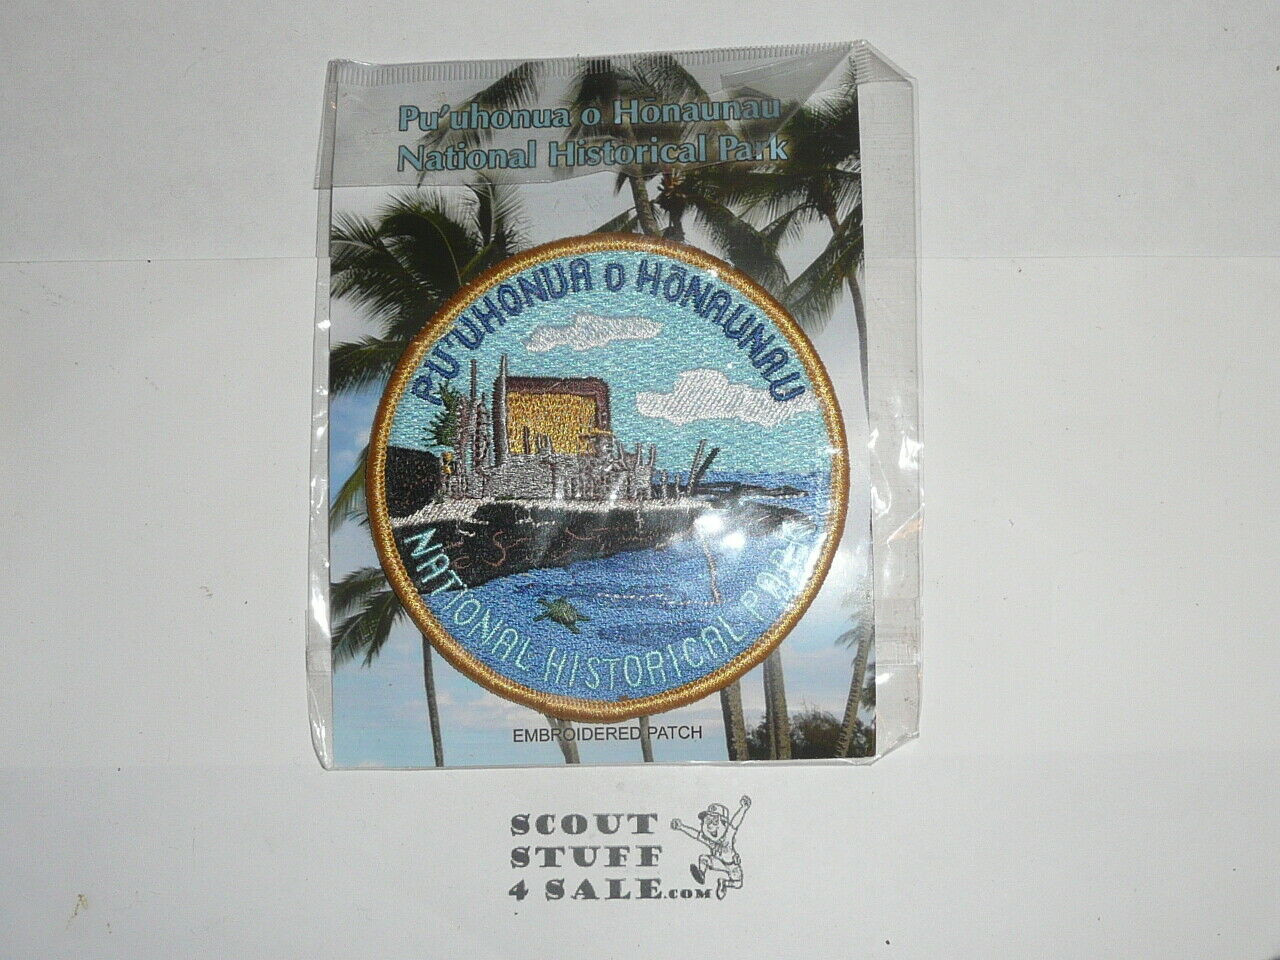 Pu'uhonua o Hōnaunau
National Historical Park
PU'UHONUA O HŌNAUNAU
NATIONAL HISTORICAL PARK
EMBROIDERED PATCH
SCOUT
STUFF
4 SALE.COM